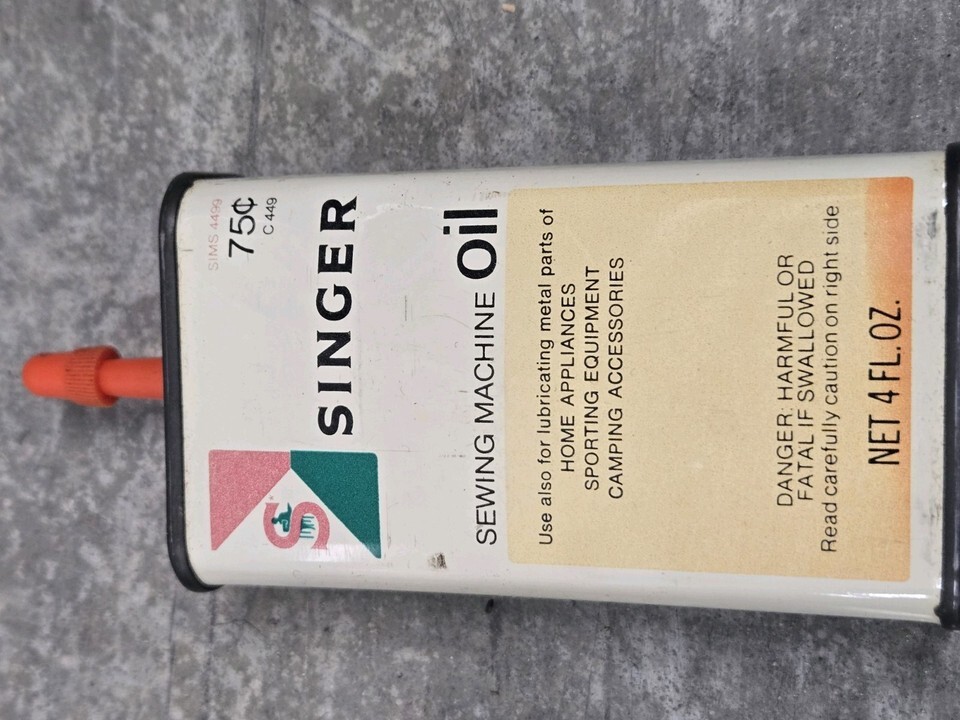 SIMS 4499
75¢
C 449
S
SINGER
SEWING MACHINE oil
Use also for lubricating metal parts of
HOME APPLIANCES
SPORTING EQUIPMENT
CAMPING ACCESSORIES
DANGER: HARMFUL OR
FATAL IF SWALLOWED
Read carefully caution on right side
NET 4 FL. OZ.